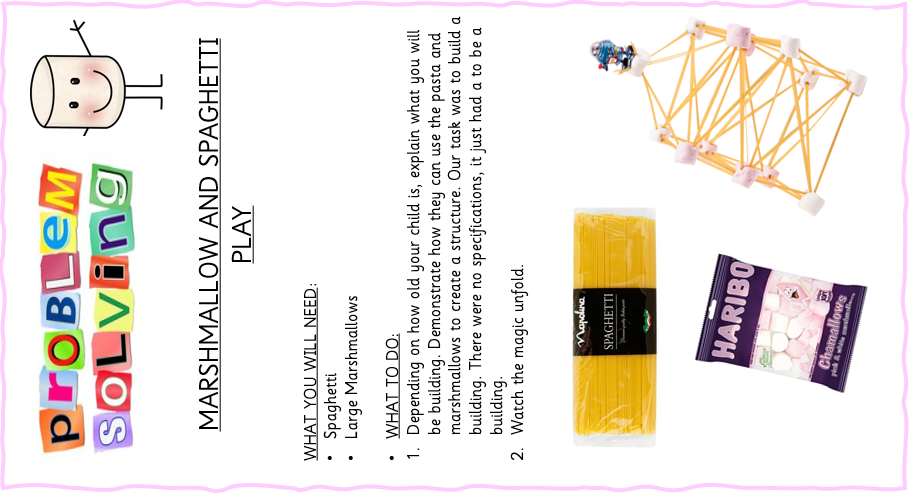 prOBLeM
sOLVing
MARSHMALLOW AND SPAGHETTI
PLAY
WHAT YOU WILL NEED:
• Spaghetti
• Large Marshmallows
• WHAT TO DO:
1. Depending on how old your child is, explain what you will
be building. Demonstrate how they can use the pasta and
marshmallows to create a structure. Our task was to build a
building. There were no specifications, it just had a to be a
building.
2. Watch the magic unfold.
Napolina
SPAGHETTI
HARIBO
Chamallows
pink & white marshmallows